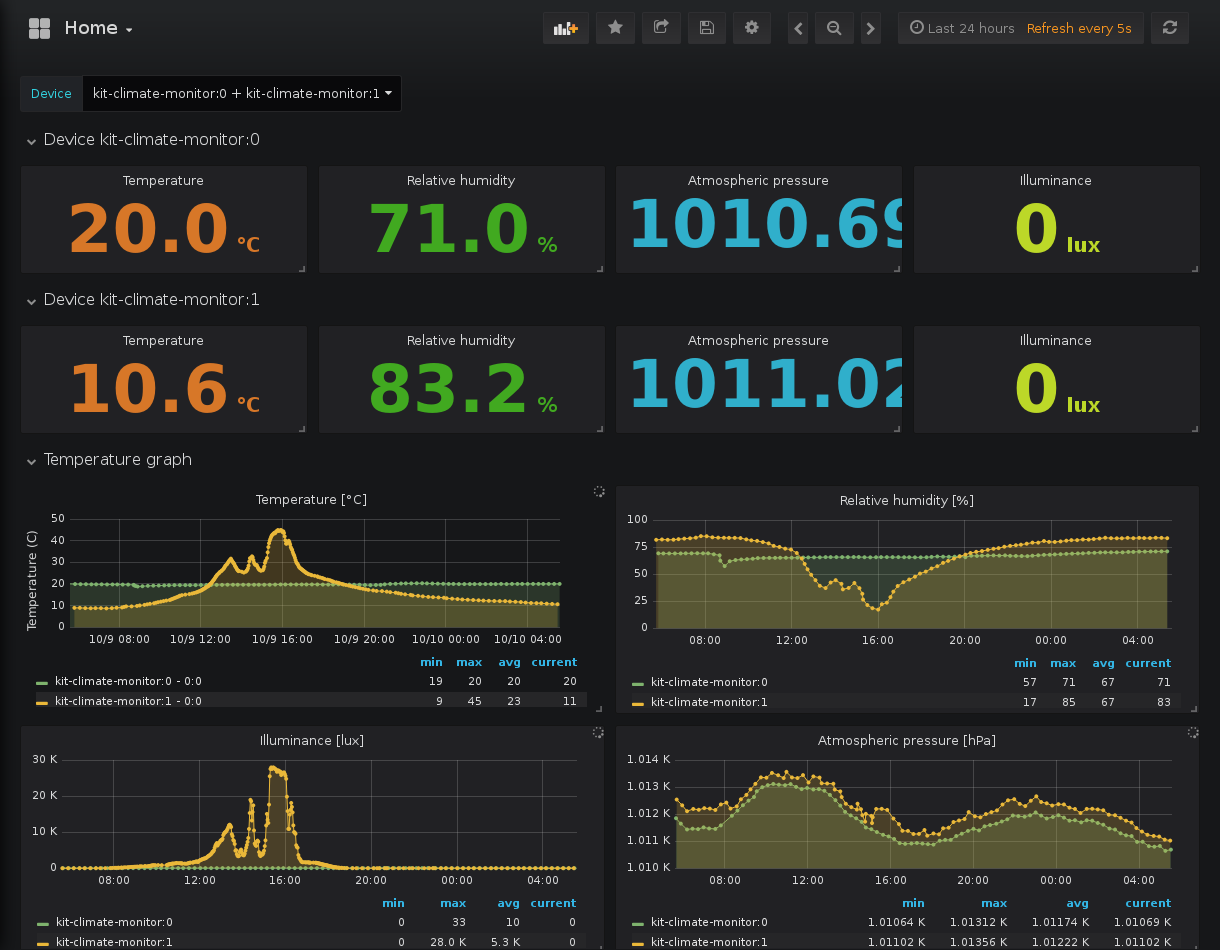 Home
Last 24 hours Refresh every 5s
Device kit-climate-monitor:0 + kit-climate-monitor:1
Device kit-climate-monitor:0
Temperature Relative humidity Atmospheric pressure Illuminance
20.0 °C 71.0 % 1010.69 0 lux
Device kit-climate-monitor:1
Temperature Relative humidity Atmospheric pressure Illuminance
10.6 °C 83.2 % 1011.02 0 lux
Temperature graph
Temperature [°C]
Temperature (C)
50
40
30
20
10
0
10/9 08:00 10/9 12:00 10/9 16:00 10/9 20:00 10/10 00:00 10/10 04:00
min max avg current
kit-climate-monitor:0 - 0:0 19 20 20 20
kit-climate-monitor:1 - 0:0 9 45 23 11
Relative humidity [%]
100
75
50
25
0
08:00 12:00 16:00 20:00 00:00 04:00
min max avg current
kit-climate-monitor:0 57 71 67 71
kit-climate-monitor:1 17 85 67 83
Illuminance [lux]
30 K
20 K
10 K
0
08:00 12:00 16:00 20:00 00:00 04:00
min max avg current
kit-climate-monitor:0 0 33 10 0
kit-climate-monitor:1 0 28.0 K 5.3 K 0
Atmospheric pressure [hPa]
1.014 K
1.013 K
1.012 K
1.011 K
1.010 K
08:00 12:00 16:00 20:00 00:00 04:00
min max avg current
kit-climate-monitor:0 1.01064 K 1.01312 K 1.01174 K 1.01069 K
kit-climate-monitor:1 1.01102 K 1.01356 K 1.01222 K 1.01102 K